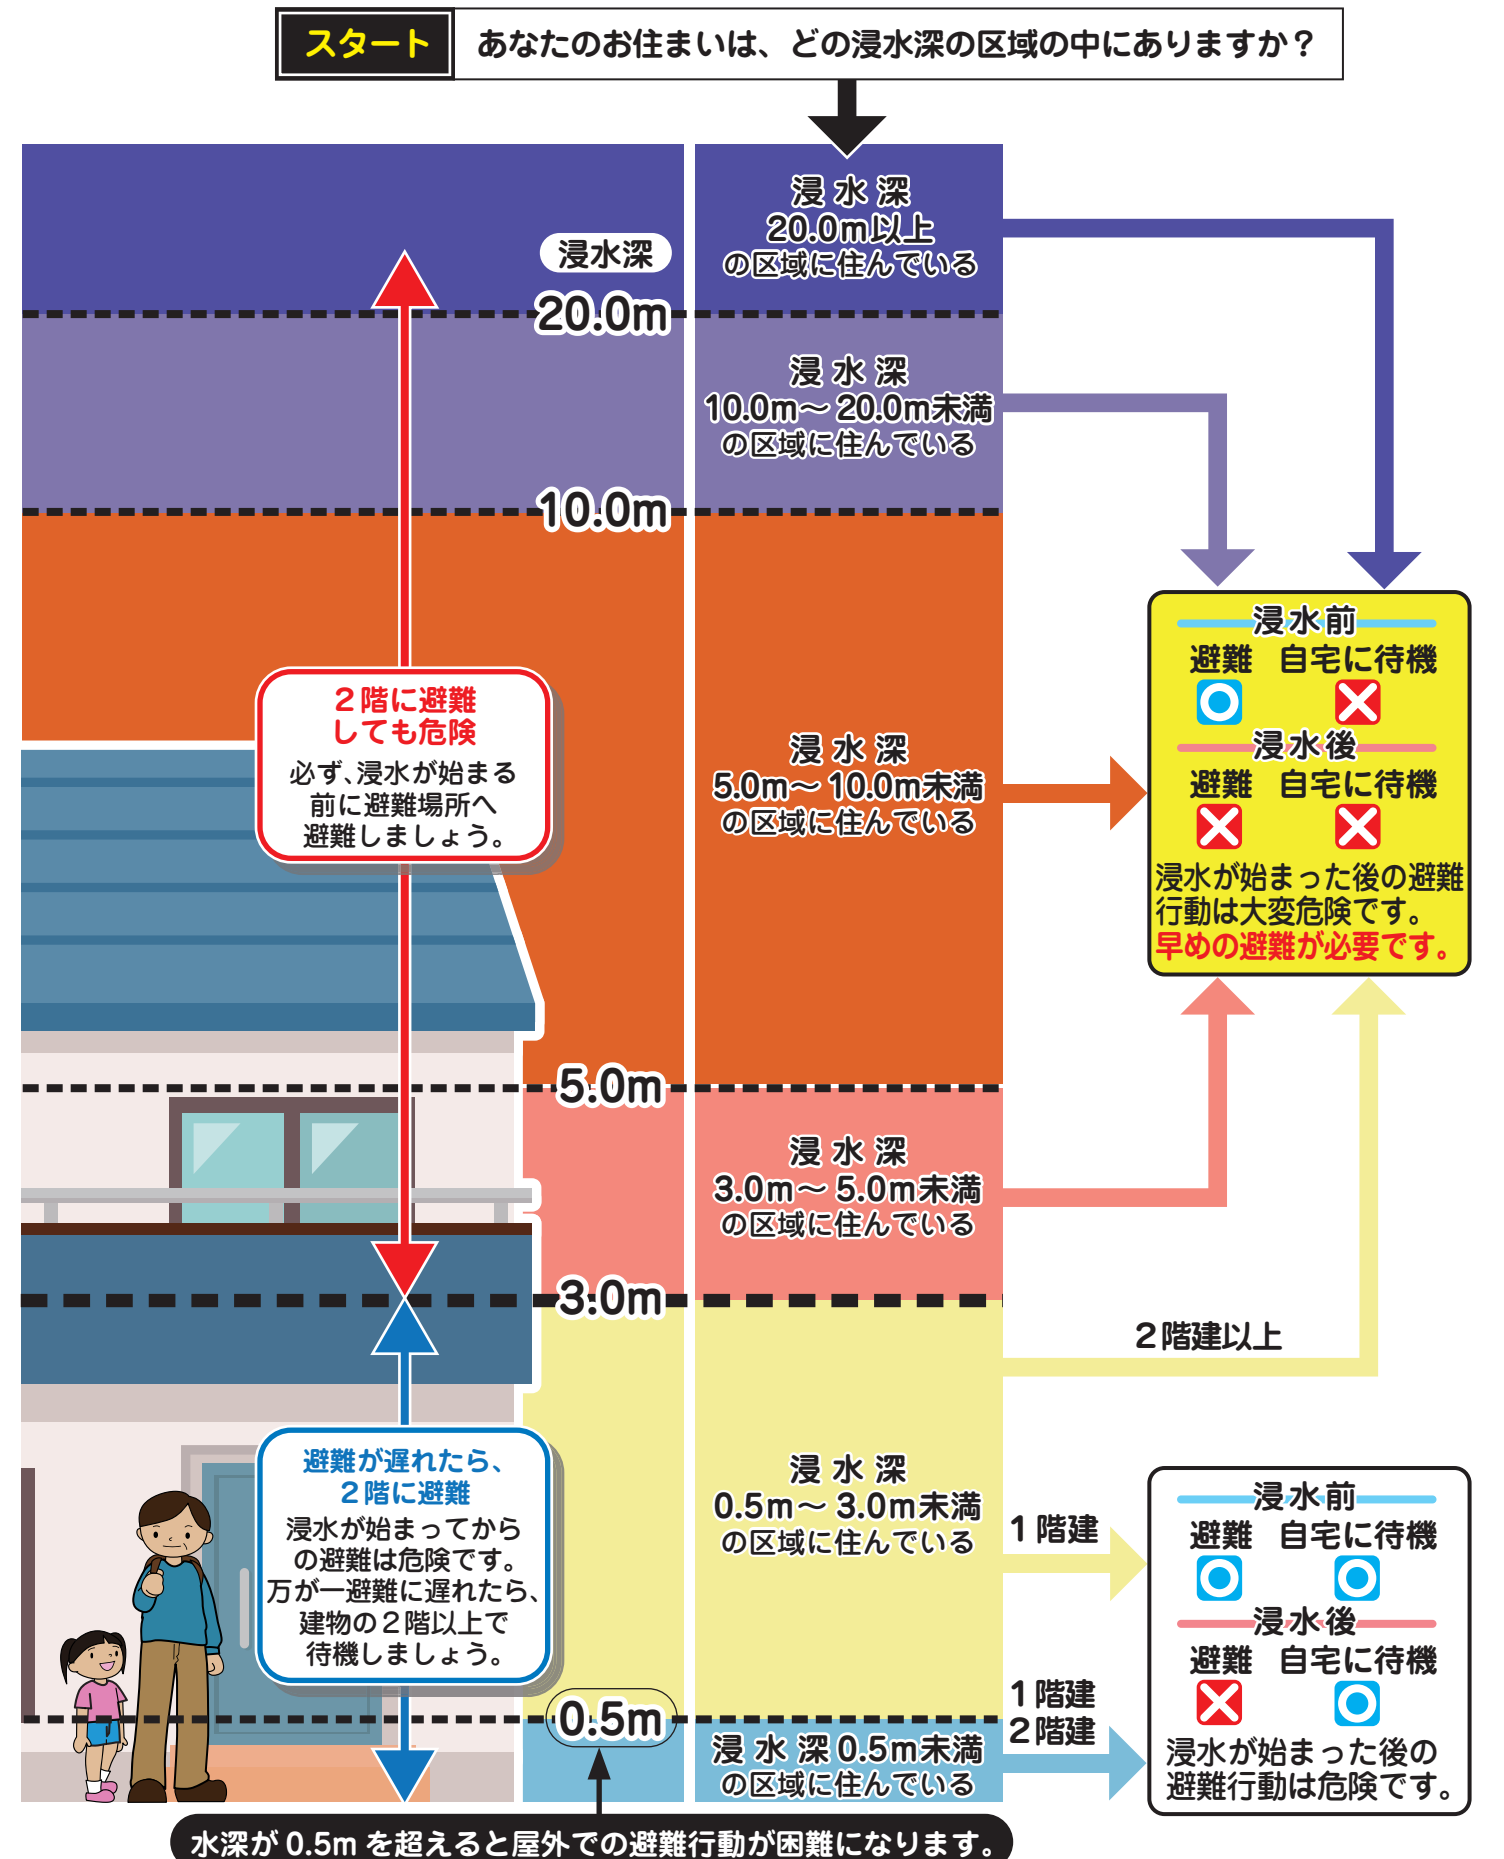 スタート
あなたのお住まいは、どの浸水深の区域の中にありますか？
浸水深
20.0m
10.0m
5.0m
3.0m
0.5m
２階に避難
しても危険
必ず、浸水が始まる
前に避難場所へ
避難しましょう。
避難が遅れたら、
２階に避難
浸水が始まってから
の避難は危険です。
万が一避難に遅れたら、
建物の２階以上で
待機しましょう。
浸 水 深
20.0m以上
の区域に住んでいる
浸 水 深
10.0m～20.0m未満
の区域に住んでいる
浸 水 深
5.0m～10.0m未満
の区域に住んでいる
浸 水 深
3.0m～5.0m未満
の区域に住んでいる
浸 水 深
0.5m～3.0m未満
の区域に住んでいる
浸 水 深 0.5m未満
の区域に住んでいる
２階建以上
１階建
１階建
２階建
浸水前
避難 自宅に待機
浸水後
避難 自宅に待機
浸水が始まった後の避難
行動は大変危険です。
早めの避難が必要です。
浸水前
避難 自宅に待機
浸水後
避難 自宅に待機
浸水が始まった後の
避難行動は危険です。
水深が 0.5m を超えると屋外での避難行動が困難になります。